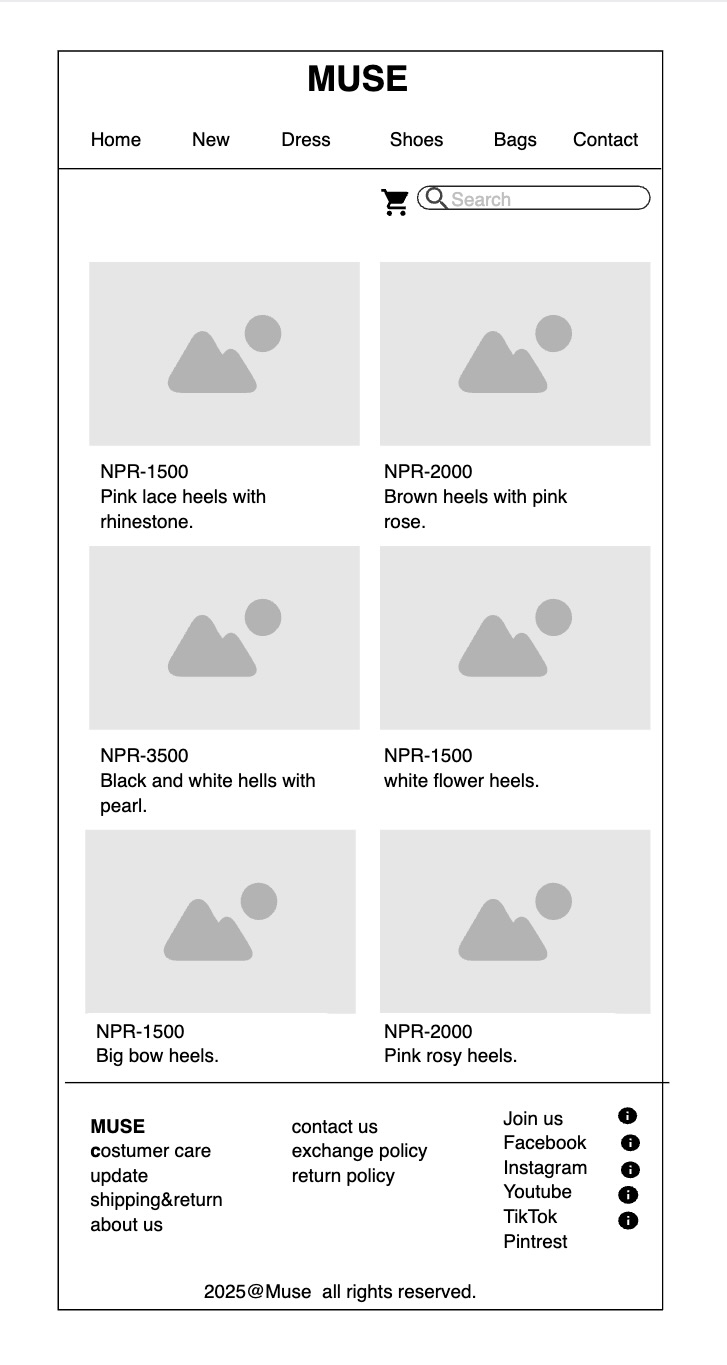 MUSE
Home New Dress Shoes Bags Contact
Search
NPR-1500
Pink lace heels with
rhinestone.
NPR-2000
Brown heels with pink
rose.
NPR-3500
Black and white hells with
pearl.
NPR-1500
white flower heels.
NPR-1500
Big bow heels.
NPR-2000
Pink rosy heels.
MUSE
costumer care
update
shipping&return
about us
contact us
exchange policy
return policy
Join us
Facebook
Instagram
Youtube
TikTok
Pintrest
2025@Muse all rights reserved.